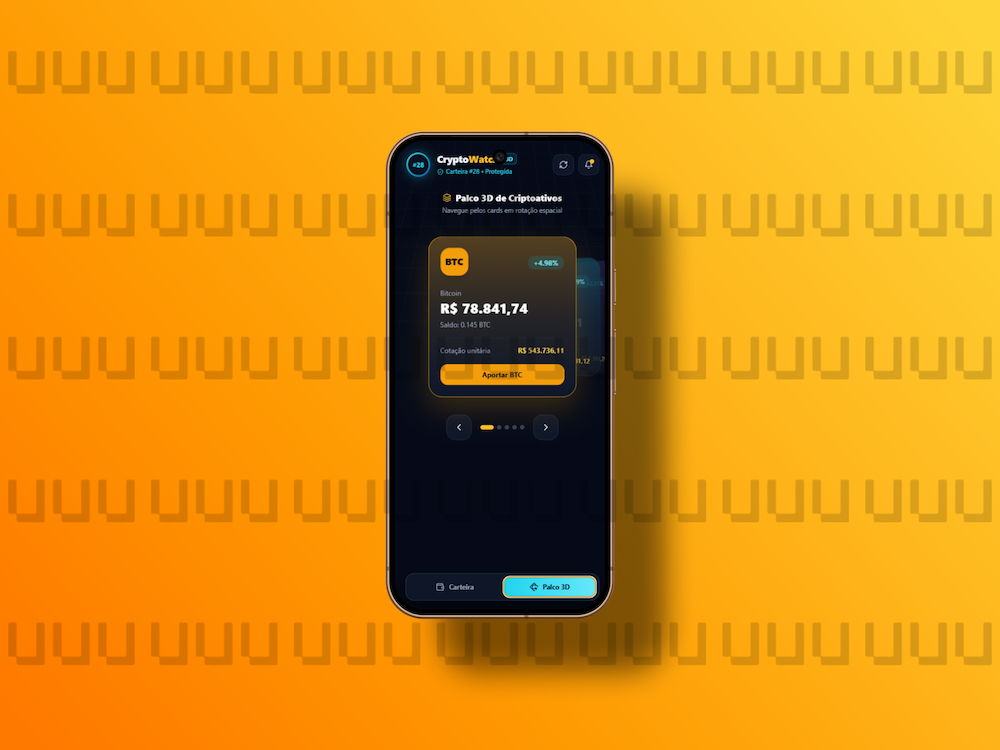 #28
CryptoWatc
3D
Carteira #28 • Protegida
Palco 3D de Criptoativos
Navegue pelos cards em rotação espacial
BTC
+4.98%
Bitcoin
R$ 78.841,74
Saldo: 0.145 BTC
Cotação unitária
R$ 543.736,11
Aportar BTC
Carteira
Palco 3D